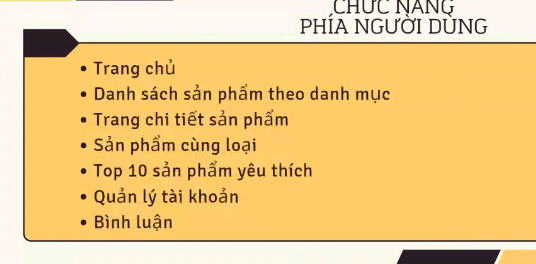 CHỨC NĂNG
PHÍA NGƯỜI DÙNG
• Trang chủ
• Danh sách sản phẩm theo danh mục
• Trang chi tiết sản phẩm
• Sản phẩm cùng loại
• Top 10 sản phẩm yêu thích
• Quản lý tài khoản
• Bình luận